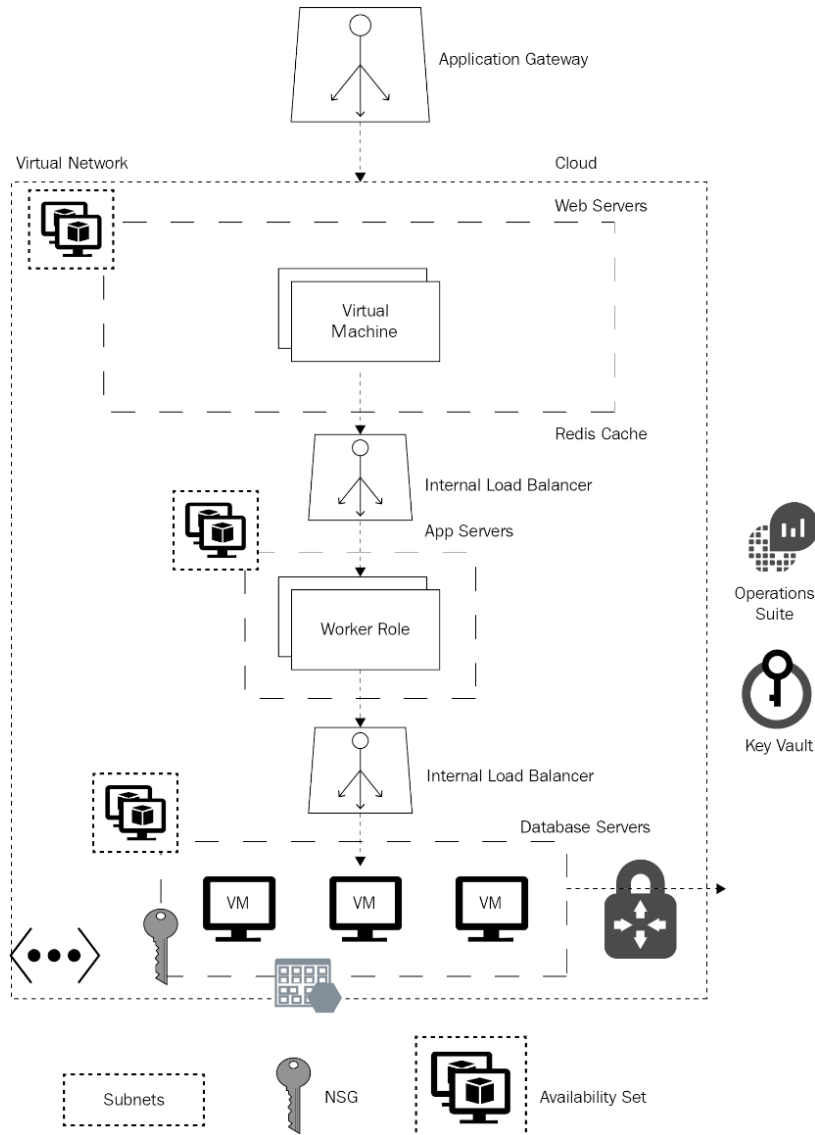 Application Gateway
Virtual Network
Cloud
Web Servers
Virtual
Machine
Redis Cache
Internal Load Balancer
App Servers
Worker Role
Operations
Suite
Key Vault
Internal Load Balancer
Database Servers
VM
VM
VM
Subnets
NSG
Availability Set